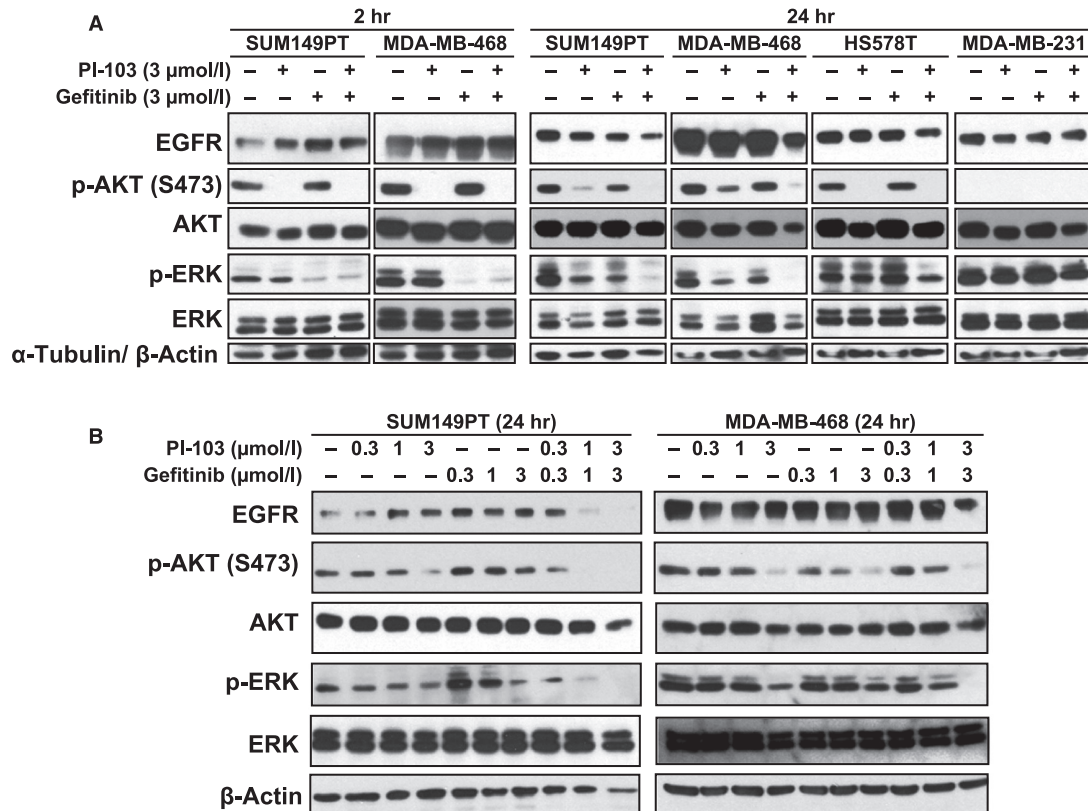 A
2 hr 24 hr
SUM149PT MDA-MB-468 SUM149PT MDA-MB-468 HS578T MDA-MB-231
PI-103 (3 µmol/l) – + – + – + – + – + – + – + – + – + – + – + – +
Gefitinib (3 µmol/l) – – + + – – + + – – + + – – + + – – + + – – + +
EGFR
p-AKT (S473)
AKT
p-ERK
ERK
α-Tubulin/ β-Actin
B
SUM149PT (24 hr) MDA-MB-468 (24 hr)
PI-103 (µmol/l) – 0.3 1 3 – – – 0.3 1 3 – 0.3 1 3 – – – 0.3 1 3
Gefitinib (µmol/l) – – – – 0.3 1 3 0.3 1 3 – – – – 0.3 1 3 0.3 1 3
EGFR
p-AKT (S473)
AKT
p-ERK
ERK
β-Actin